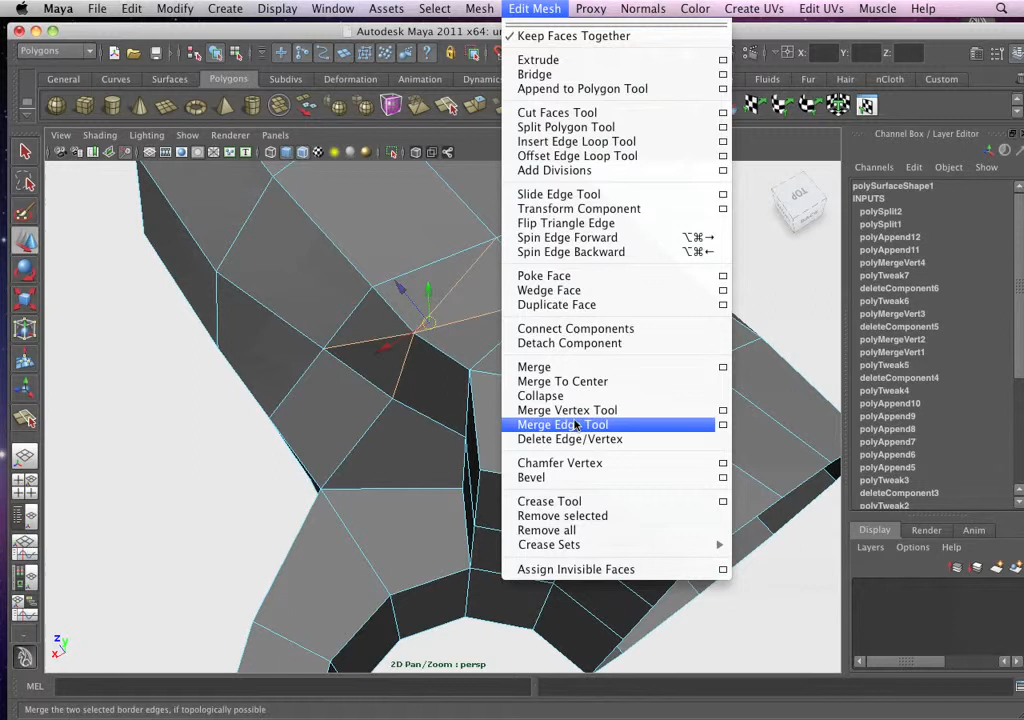 Maya File Edit Modify Create Display Window Assets Select Mesh Edit Mesh Proxy Normals Color Create UVs Edit UVs Muscle Help
Autodesk Maya 2011 x64: un
Polygons
X: Y: Z:
General Curves Surfaces Polygons Subdivs Deformation Animation Dynamics Fluids Fur Hair nCloth Custom
View Shading Lighting Show Renderer Panels
Keep Faces Together
Extrude
Bridge
Append to Polygon Tool
Cut Faces Tool
Split Polygon Tool
Insert Edge Loop Tool
Offset Edge Loop Tool
Add Divisions
Slide Edge Tool
Transform Component
Flip Triangle Edge
Spin Edge Forward ⌥⌘→
Spin Edge Backward ⌥⌘←
Poke Face
Wedge Face
Duplicate Face
Connect Components
Detach Component
Merge
Merge To Center
Collapse
Merge Vertex Tool
Merge Edge Tool
Delete Edge/Vertex
Chamfer Vertex
Bevel
Crease Tool
Remove selected
Remove all
Crease Sets
Assign Invisible Faces
Channel Box / Layer Editor
Channels Edit Object Show
polySurfaceShape1
INPUTS
polySplit2
polySplit1
polyAppend12
polyAppend11
polyMergeVert4
polyTweak7
deleteComponent6
polyTweak6
polyMergeVert3
deleteComponent5
polyMergeVert2
polyMergeVert1
polyTweak5
deleteComponent4
polyAppend10
polyAppend9
polyAppend8
polyAppend7
polyAppend6
polyAppend5
polyTweak3
deleteComponent3
polyTweak2
Display Render Anim
Layers Options Help
TOP
z
y
x
2D Pan/Zoom : persp
MEL
Merge the two selected border edges, if topologically possible